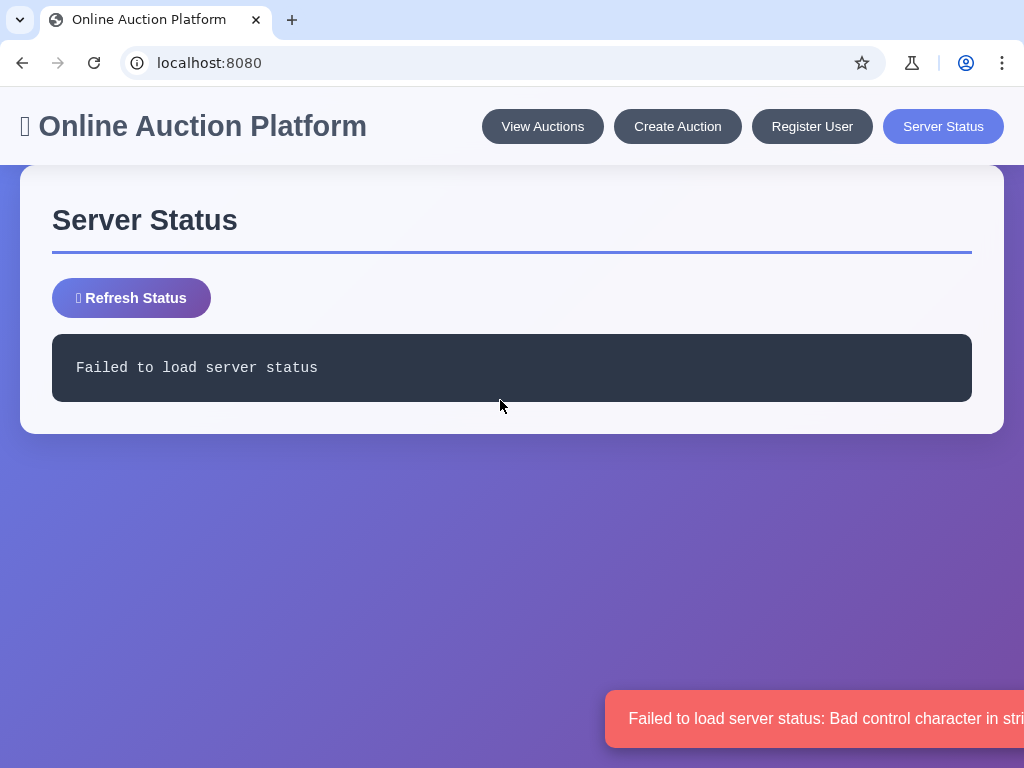 Online Auction Platform
localhost:8080
Online Auction Platform
View Auctions
Create Auction
Register User
Server Status
Server Status
Refresh Status
Failed to load server status
Failed to load server status: Bad control character in stri